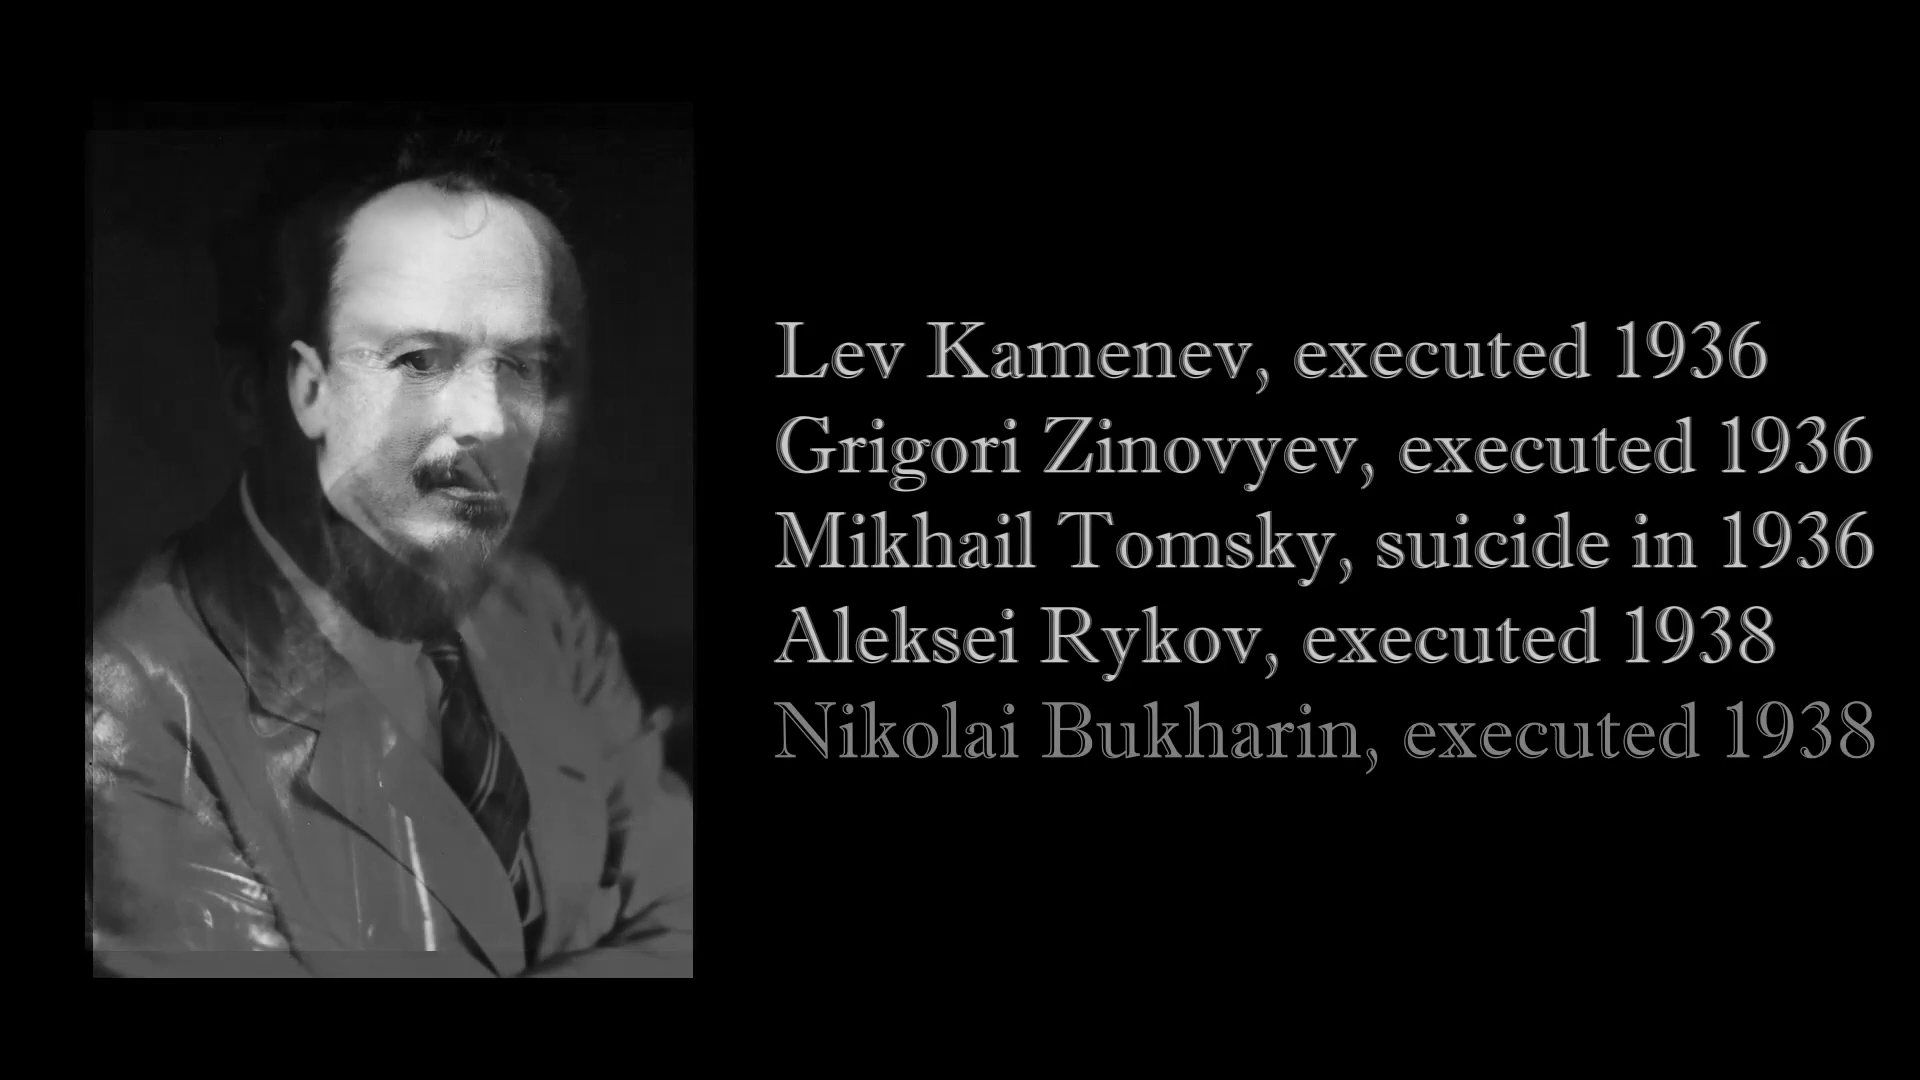 Lev Kamenev, executed 1936
Grigori Zinovyev, executed 1936
Mikhail Tomsky, suicide in 1936
Aleksei Rykov, executed 1938
Nikolai Bukharin, executed 1938